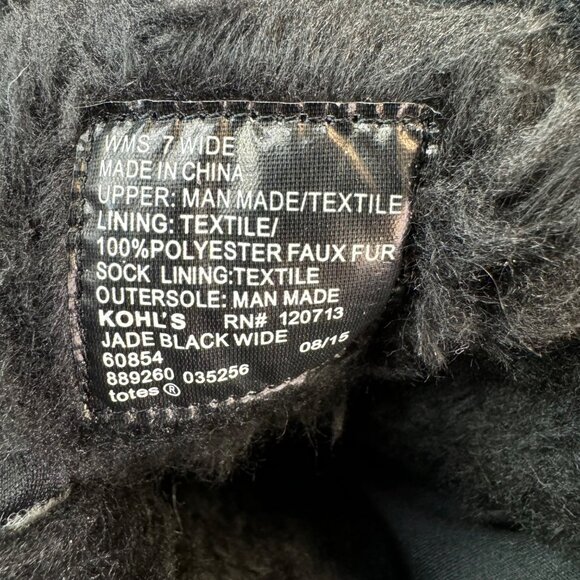 WMS 7 WIDE
MADE IN CHINA
UPPER: MAN MADE/TEXTILE
LINING: TEXTILE/
100%POLYESTER FAUX FUR
SOCK LINING:TEXTILE
OUTERSOLE: MAN MADE
KOHL'S RN# 120713
JADE BLACK WIDE 08/15
60854
889260 035256
totes®